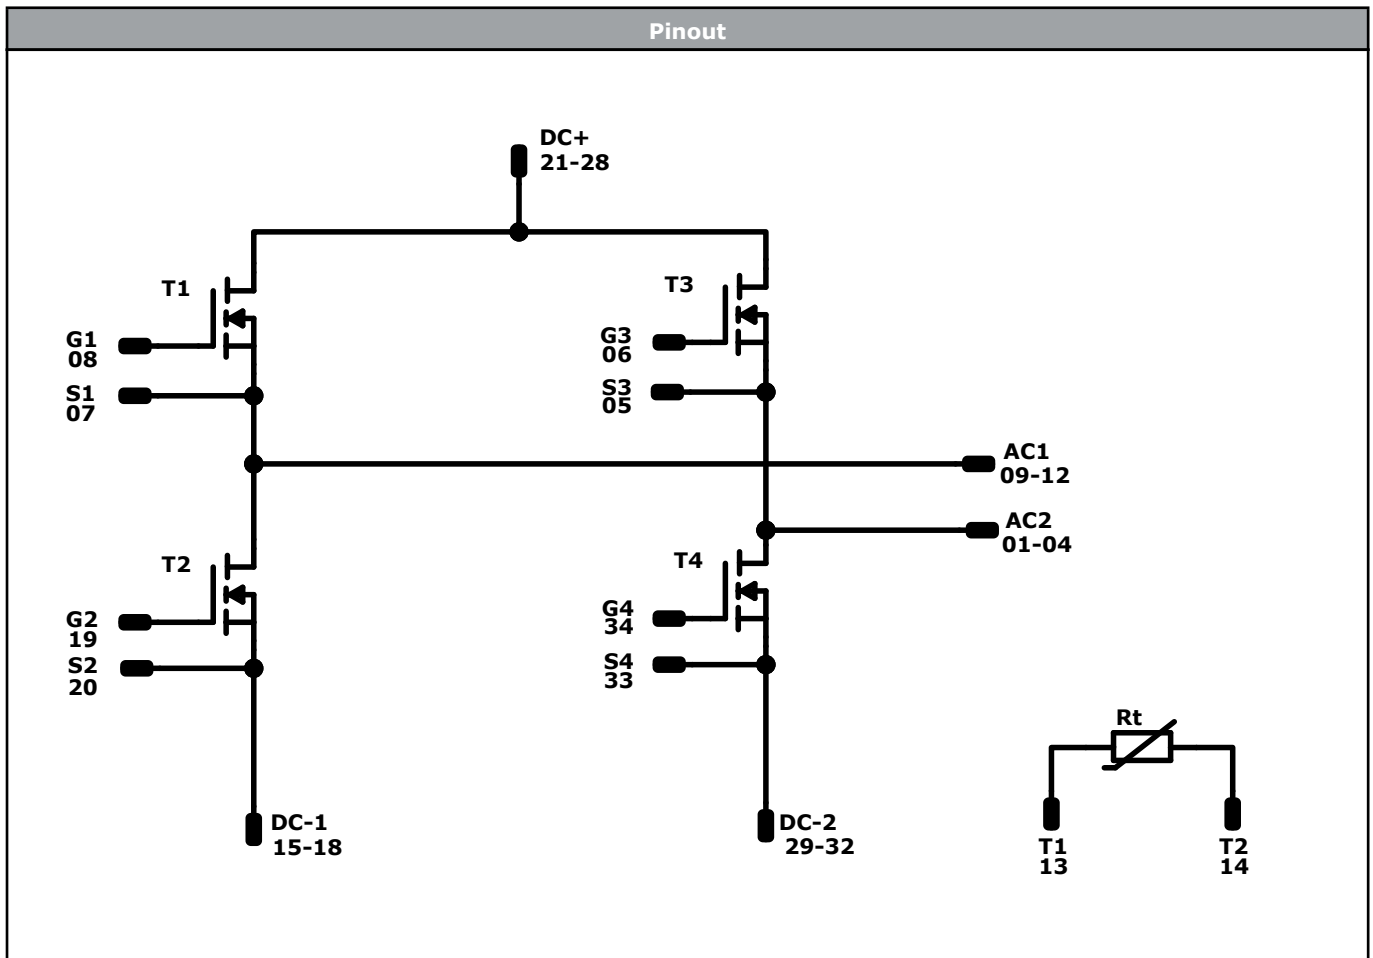 Pinout
DC+
21-28
T1
T3
G1
08
G3
06
S1
07
S3
05
AC1
09-12
AC2
01-04
T2
T4
G2
19
G4
34
S2
20
S4
33
Rt
DC-1
15-18
DC-2
29-32
T1
13
T2
14